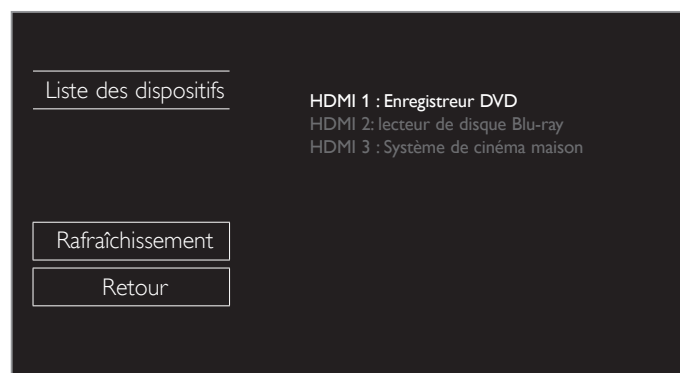 Liste des dispositifs
HDMI 1 : Enregistreur DVD
HDMI 2: lecteur de disque Blu-ray
HDMI 3 : Système de cinéma maison
Rafraîchissement
Retour